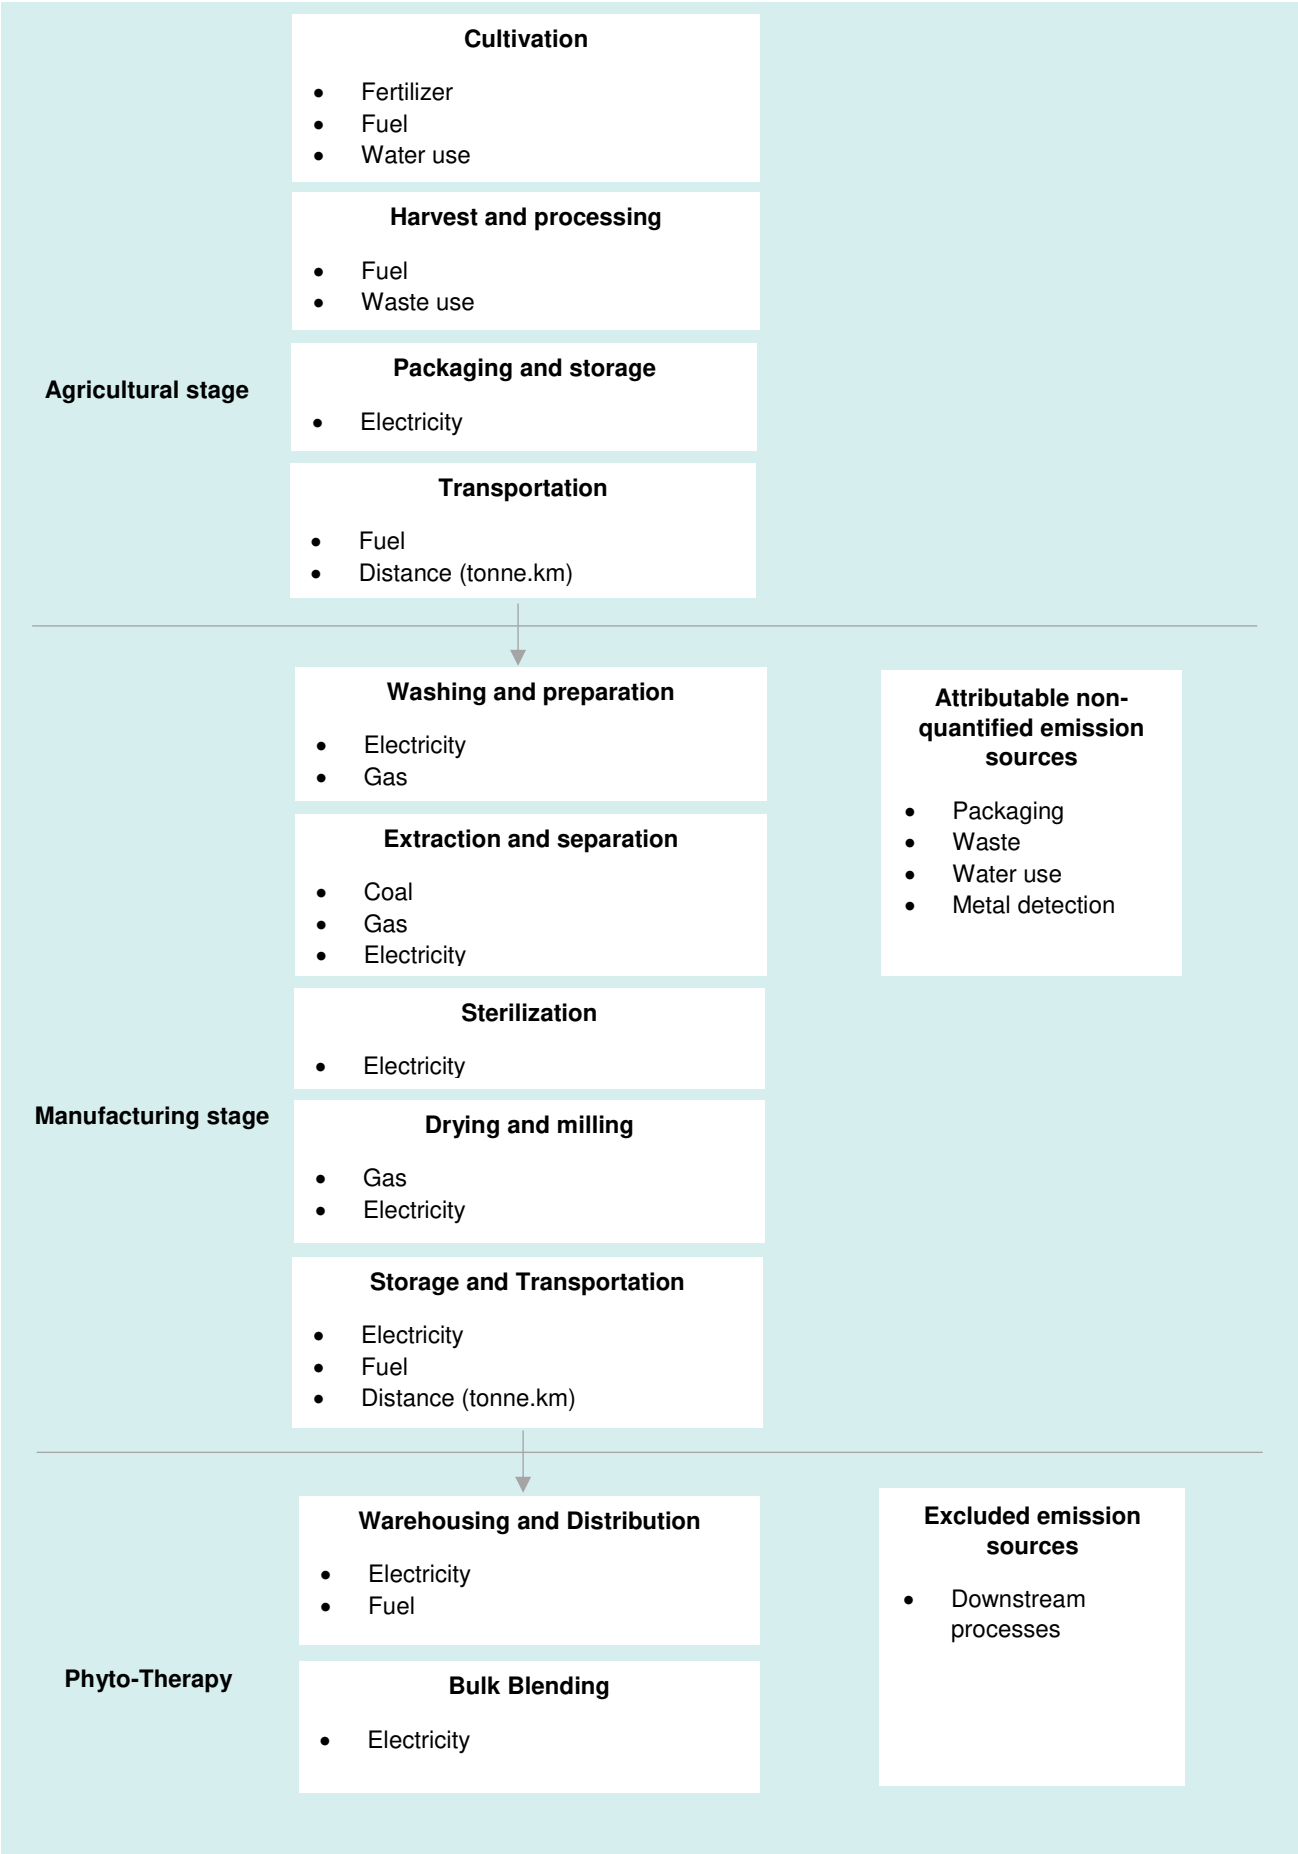 Cultivation
• Fertilizer
• Fuel
• Water use
Harvest and processing
• Fuel
• Waste use
Agricultural stage
Packaging and storage
• Electricity
Transportation
• Fuel
• Distance (tonne.km)
Washing and preparation
• Electricity
• Gas
Attributable non-
quantified emission
sources
• Packaging
• Waste
• Water use
• Metal detection
Extraction and separation
• Coal
• Gas
• Electricity
Sterilization
• Electricity
Manufacturing stage
Drying and milling
• Gas
• Electricity
Storage and Transportation
• Electricity
• Fuel
• Distance (tonne.km)
Warehousing and Distribution
• Electricity
• Fuel
Excluded emission
sources
• Downstream
processes
Phyto-Therapy
Bulk Blending
• Electricity